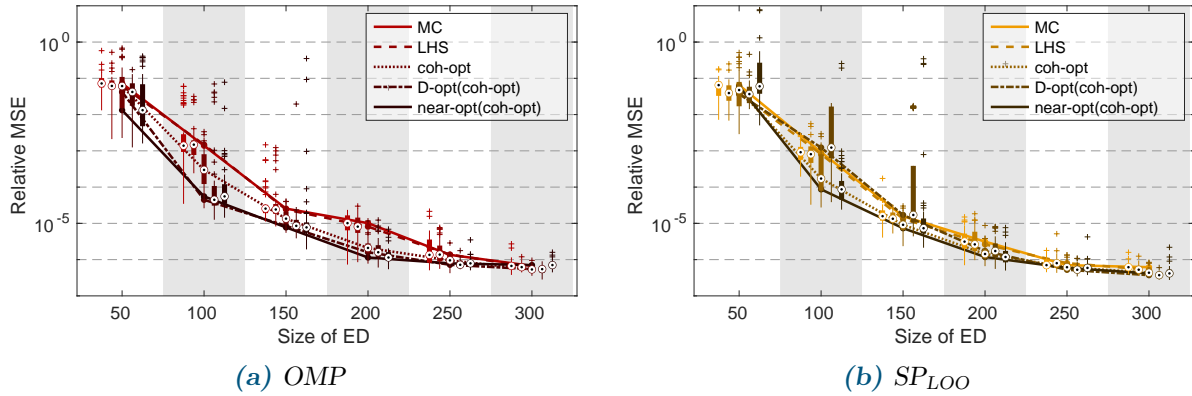 MC
LHS
coh-opt
D-opt(coh-opt)
near-opt(coh-opt)
10^0
10^-5
Relative MSE
50 100 150 200 250 300
Size of ED
(a) OMP
MC
LHS
coh-opt
D-opt(coh-opt)
near-opt(coh-opt)
10^0
10^-5
Relative MSE
50 100 150 200 250 300
Size of ED
(b) SP_LOO